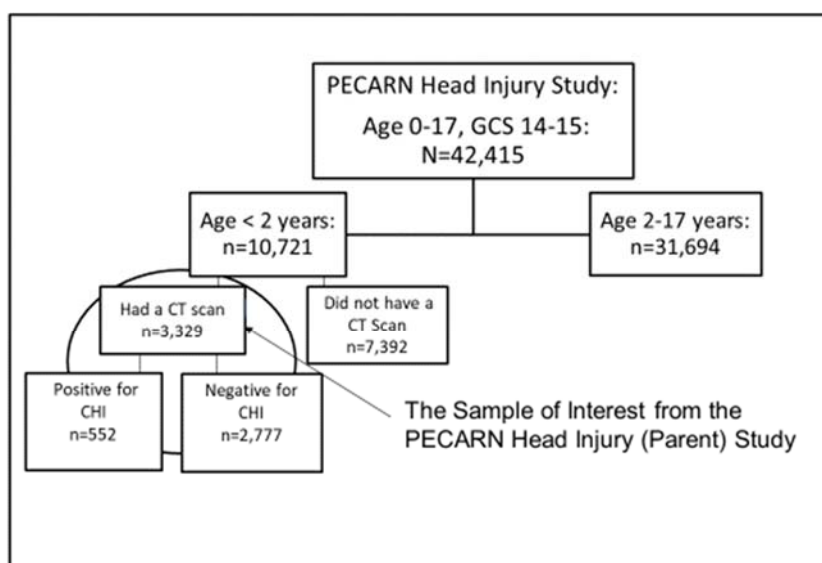 PECARN Head Injury Study:
Age 0-17, GCS 14-15:
N=42,415
Age < 2 years:
n=10,721
Age 2-17 years:
n=31,694
Had a CT scan
n=3,329
Did not have a
CT Scan
n=7,392
Positive for
CHI
n=552
Negative for
CHI
n=2,777
The Sample of Interest from the
PECARN Head Injury (Parent) Study